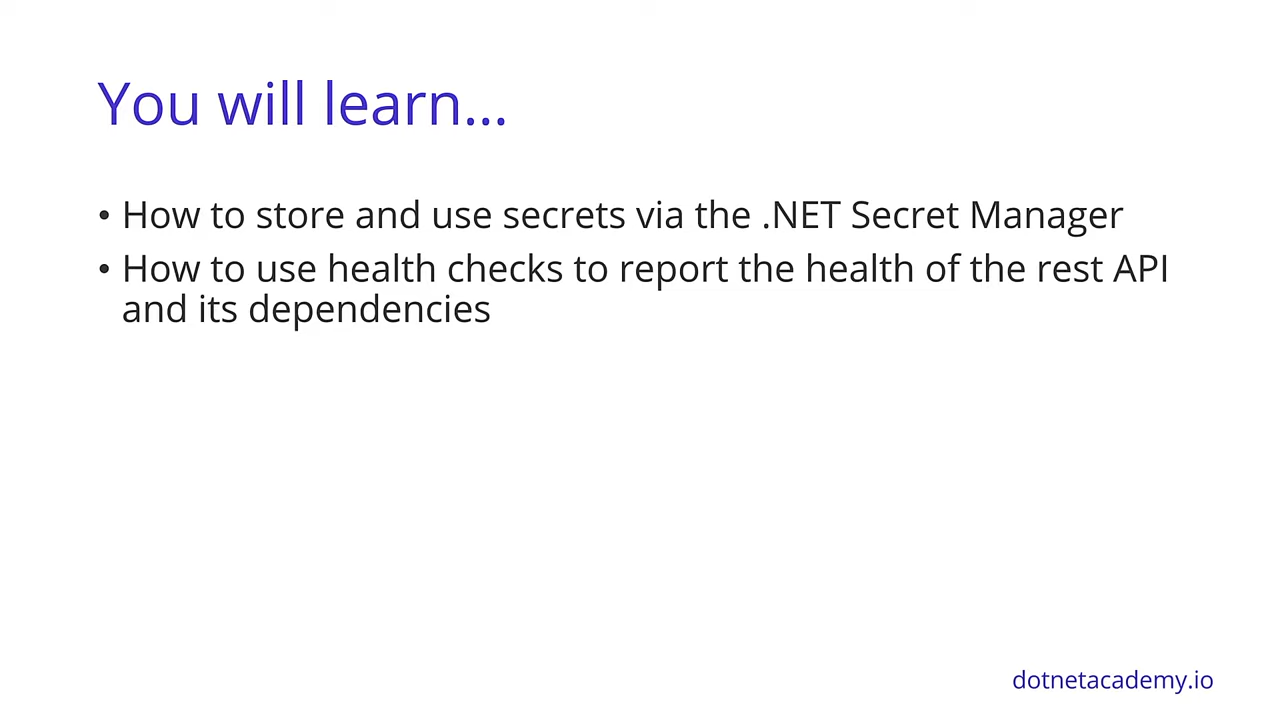 You will learn...
• How to store and use secrets via the .NET Secret Manager
• How to use health checks to report the health of the rest API
and its dependencies
dotnetacademy.io